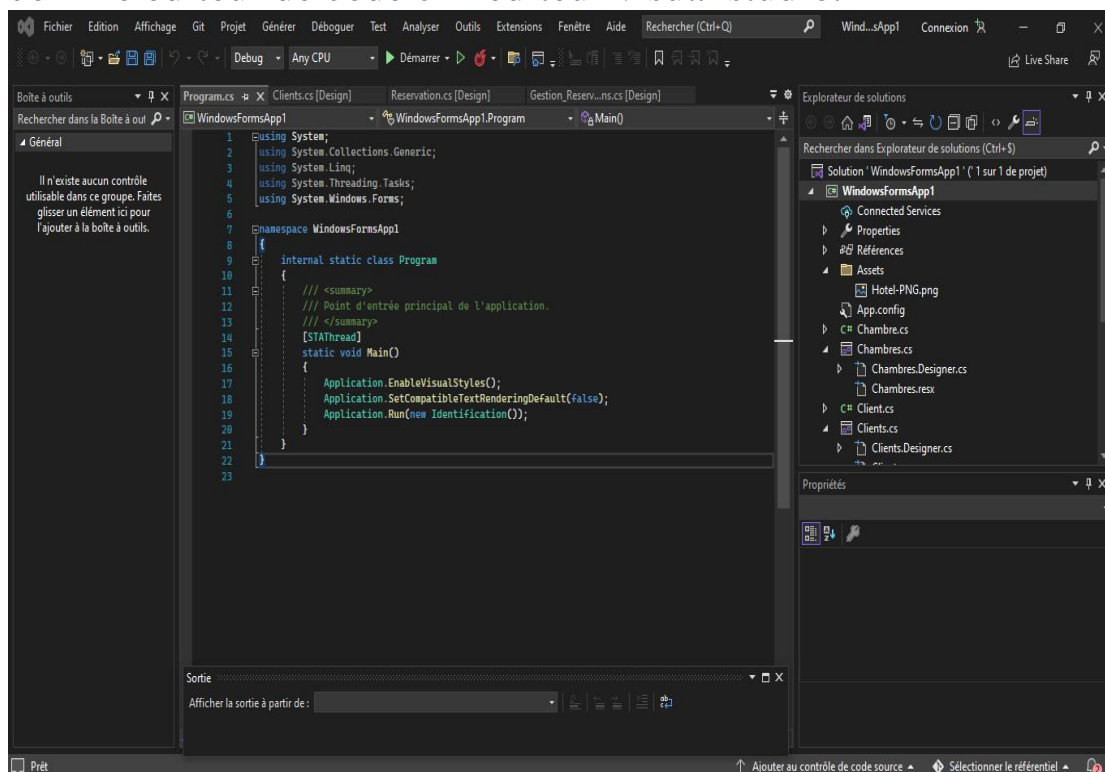 Fichier Edition Affichage Git Projet Générer Déboguer Test Analyser Outils Extensions Fenêtre Aide Rechercher (Ctrl+Q) Wind...sApp1 Connexion
Debug Any CPU Démarrer Live Share
Boîte à outils
Rechercher dans la Boîte à oui
Général
Il n'existe aucun contrôle
utilisable dans ce groupe. Faites
glisser un élément ici pour
l'ajouter à la boîte à outils.
Program.cs Clients.cs [Design] Reservation.cs [Design] Gestion_Reserv...ns.cs [Design]
WindowsFormsApp1 WindowsFormsApp1.Program Main()
1 using System;
2 using System.Collections.Generic;
3 using System.Linq;
4 using System.Threading.Tasks;
5 using System.Windows.Forms;
6
7 namespace WindowsFormsApp1
8 {
9 internal static class Program
10 {
11 /// <summary>
12 /// Point d'entrée principal de l'application.
13 /// </summary>
14 [STAThread]
15 static void Main()
16 {
17 Application.EnableVisualStyles();
18 Application.SetCompatibleTextRenderingDefault(false);
19 Application.Run(new Identification());
20 }
21 }
22 }
23
Sortie
Afficher la sortie à partir de :
Explorateur de solutions
Rechercher dans Explorateur de solutions (Ctrl+$)
Solution ' WindowsFormsApp1 ' (' 1 sur 1 de projet)
WindowsFormsApp1
Connected Services
Properties
Références
Assets
Hotel-PNG.png
App.config
C# Chambre.cs
Chambres.cs
Chambres.Designer.cs
Chambres.resx
C# Client.cs
Clients.cs
Clients.Designer.cs
Propriétés
Prêt Ajouter au contrôle de code source Sélectionner le référentiel 2